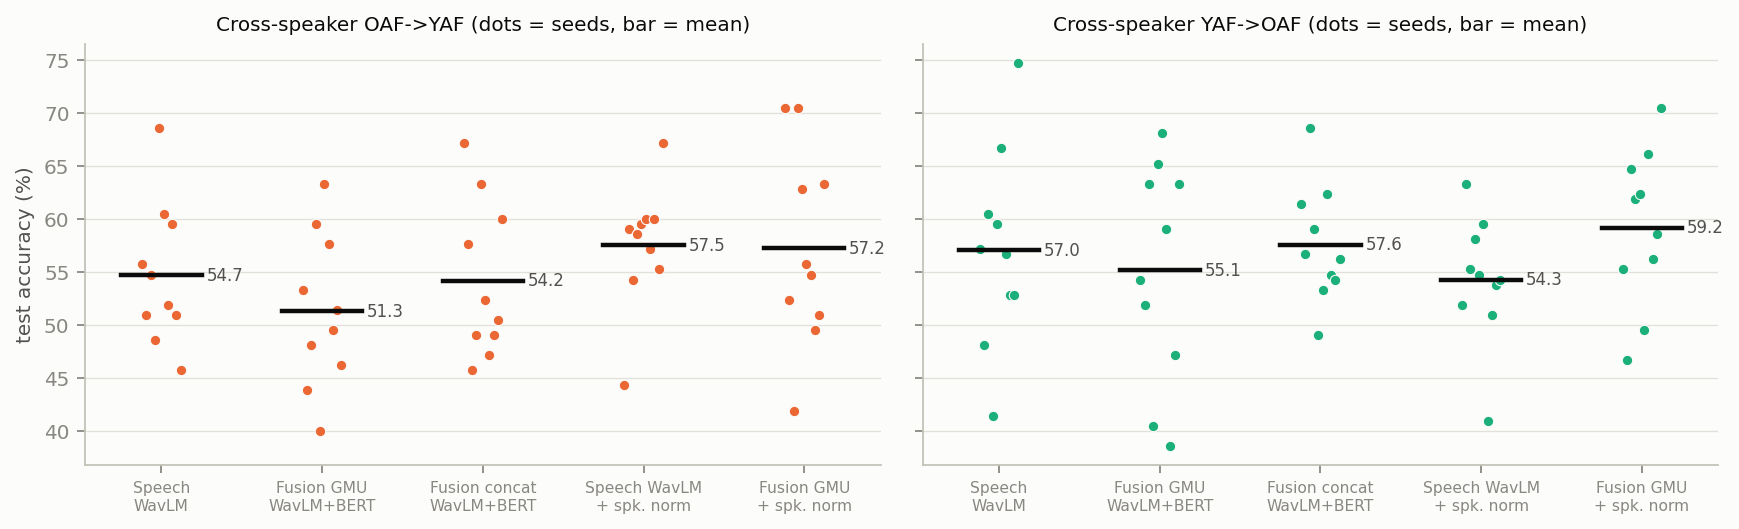 Cross-speaker OAF->YAF (dots = seeds, bar = mean)
test accuracy (%)
75
70
65
60
55
50
45
40
54.7
51.3
54.2
57.5
57.2
Speech
WavLM
Fusion GMU
WavLM+BERT
Fusion concat
WavLM+BERT
Speech WavLM
+ spk. norm
Fusion GMU
+ spk. norm
Cross-speaker YAF->OAF (dots = seeds, bar = mean)
57.0
55.1
57.6
54.3
59.2
Speech
WavLM
Fusion GMU
WavLM+BERT
Fusion concat
WavLM+BERT
Speech WavLM
+ spk. norm
Fusion GMU
+ spk. norm